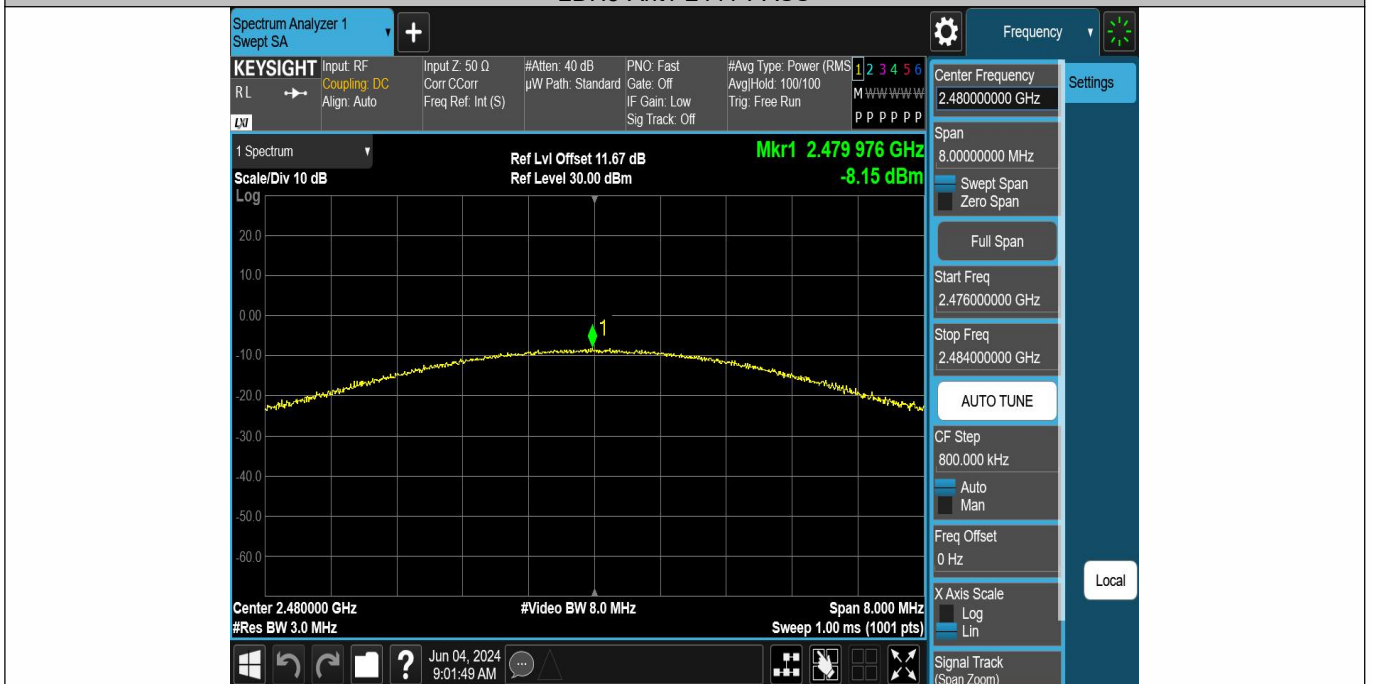 Spectrum Analyzer 1
Swept SA
+
Frequency
KEYSIGHT
RL
LXI
Input: RF
Coupling: DC
Align: Auto
Input Z: 50 Ω
Corr CCorr
Freq Ref: Int (S)
#Atten: 40 dB
µW Path: Standard
PNO: Fast
Gate: Off
IF Gain: Low
Sig Track: Off
#Avg Type: Power (RMS
Avg|Hold: 100/100
Trig: Free Run
1 2 3 4 5 6
M W W W W W
P P P P P P
Center Frequency
2.480000000 GHz
Settings
1 Spectrum
Scale/Div 10 dB
Ref Lvl Offset 11.67 dB
Ref Level 30.00 dBm
Mkr1 2.479 976 GHz
-8.15 dBm
Span
8.00000000 MHz
Swept Span
Zero Span
Full Span
Start Freq
2.476000000 GHz
Stop Freq
2.484000000 GHz
AUTO TUNE
CF Step
800.000 kHz
Auto
Man
Freq Offset
0 Hz
X Axis Scale
Log
Lin
Signal Track
(Span Zoom)
Local
Log
20.0
10.0
0.00
-10.0
-20.0
-30.0
-40.0
-50.0
-60.0
1
Center 2.480000 GHz
#Res BW 3.0 MHz
#Video BW 8.0 MHz
Span 8.000 MHz
Sweep 1.00 ms (1001 pts)
?
Jun 04, 2024
9:01:49 AM